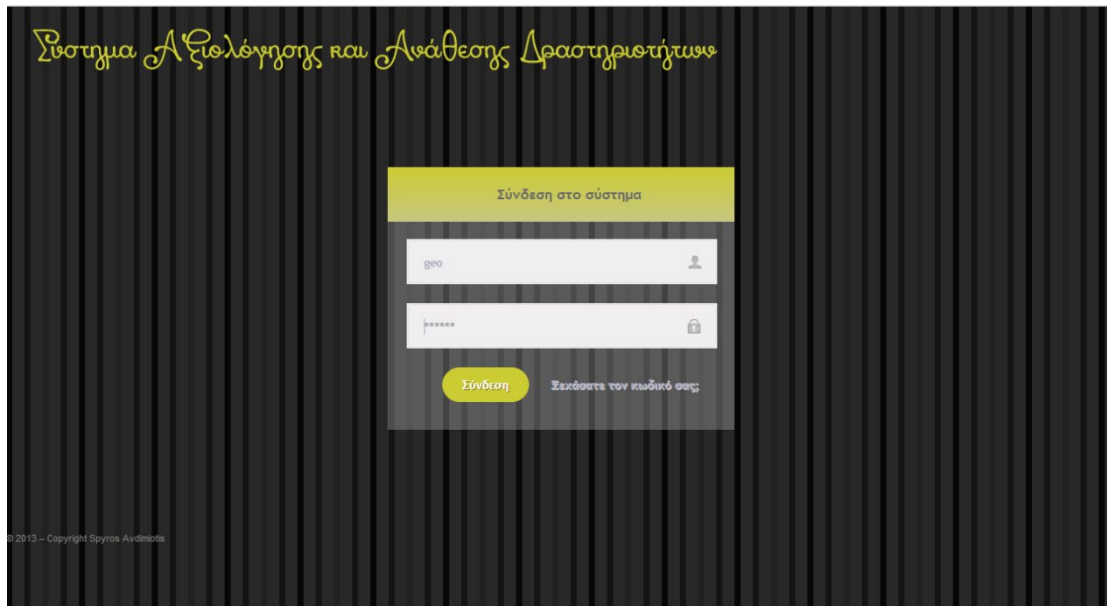 Σύστημα Αξιολόγησης και Ανάθεσης Δραστηριοτήτων
Σύνδεση στο σύστημα
geo
******
Σύνδεση Ξεχάσατε τον κωδικό σας;
© 2013 – Copyright Spyros Avdimiotis